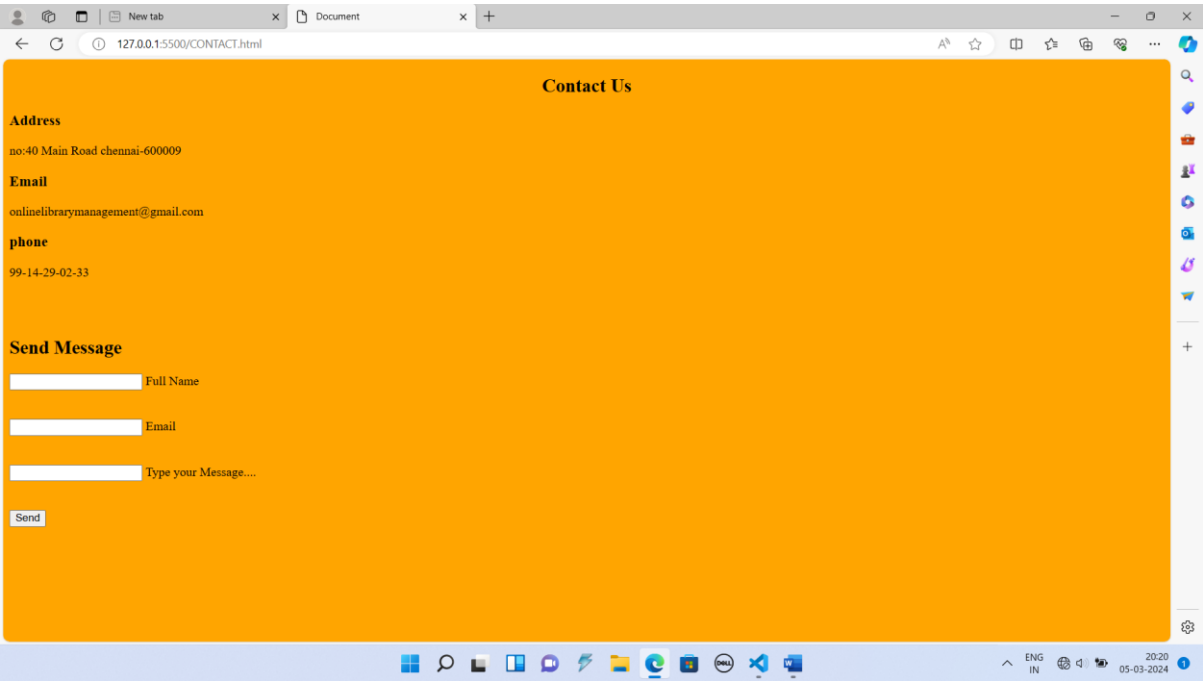 New tab
Document
127.0.0.1:5500/CONTACT.html
Contact Us
Address
no:40 Main Road chennai-600009
Email
onlinelibrarymanagement@gmail.com
phone
99-14-29-02-33
Send Message
Full Name
Email
Type your Message....
Send
DELL
ENG
IN
20:20
05-03-2024
1